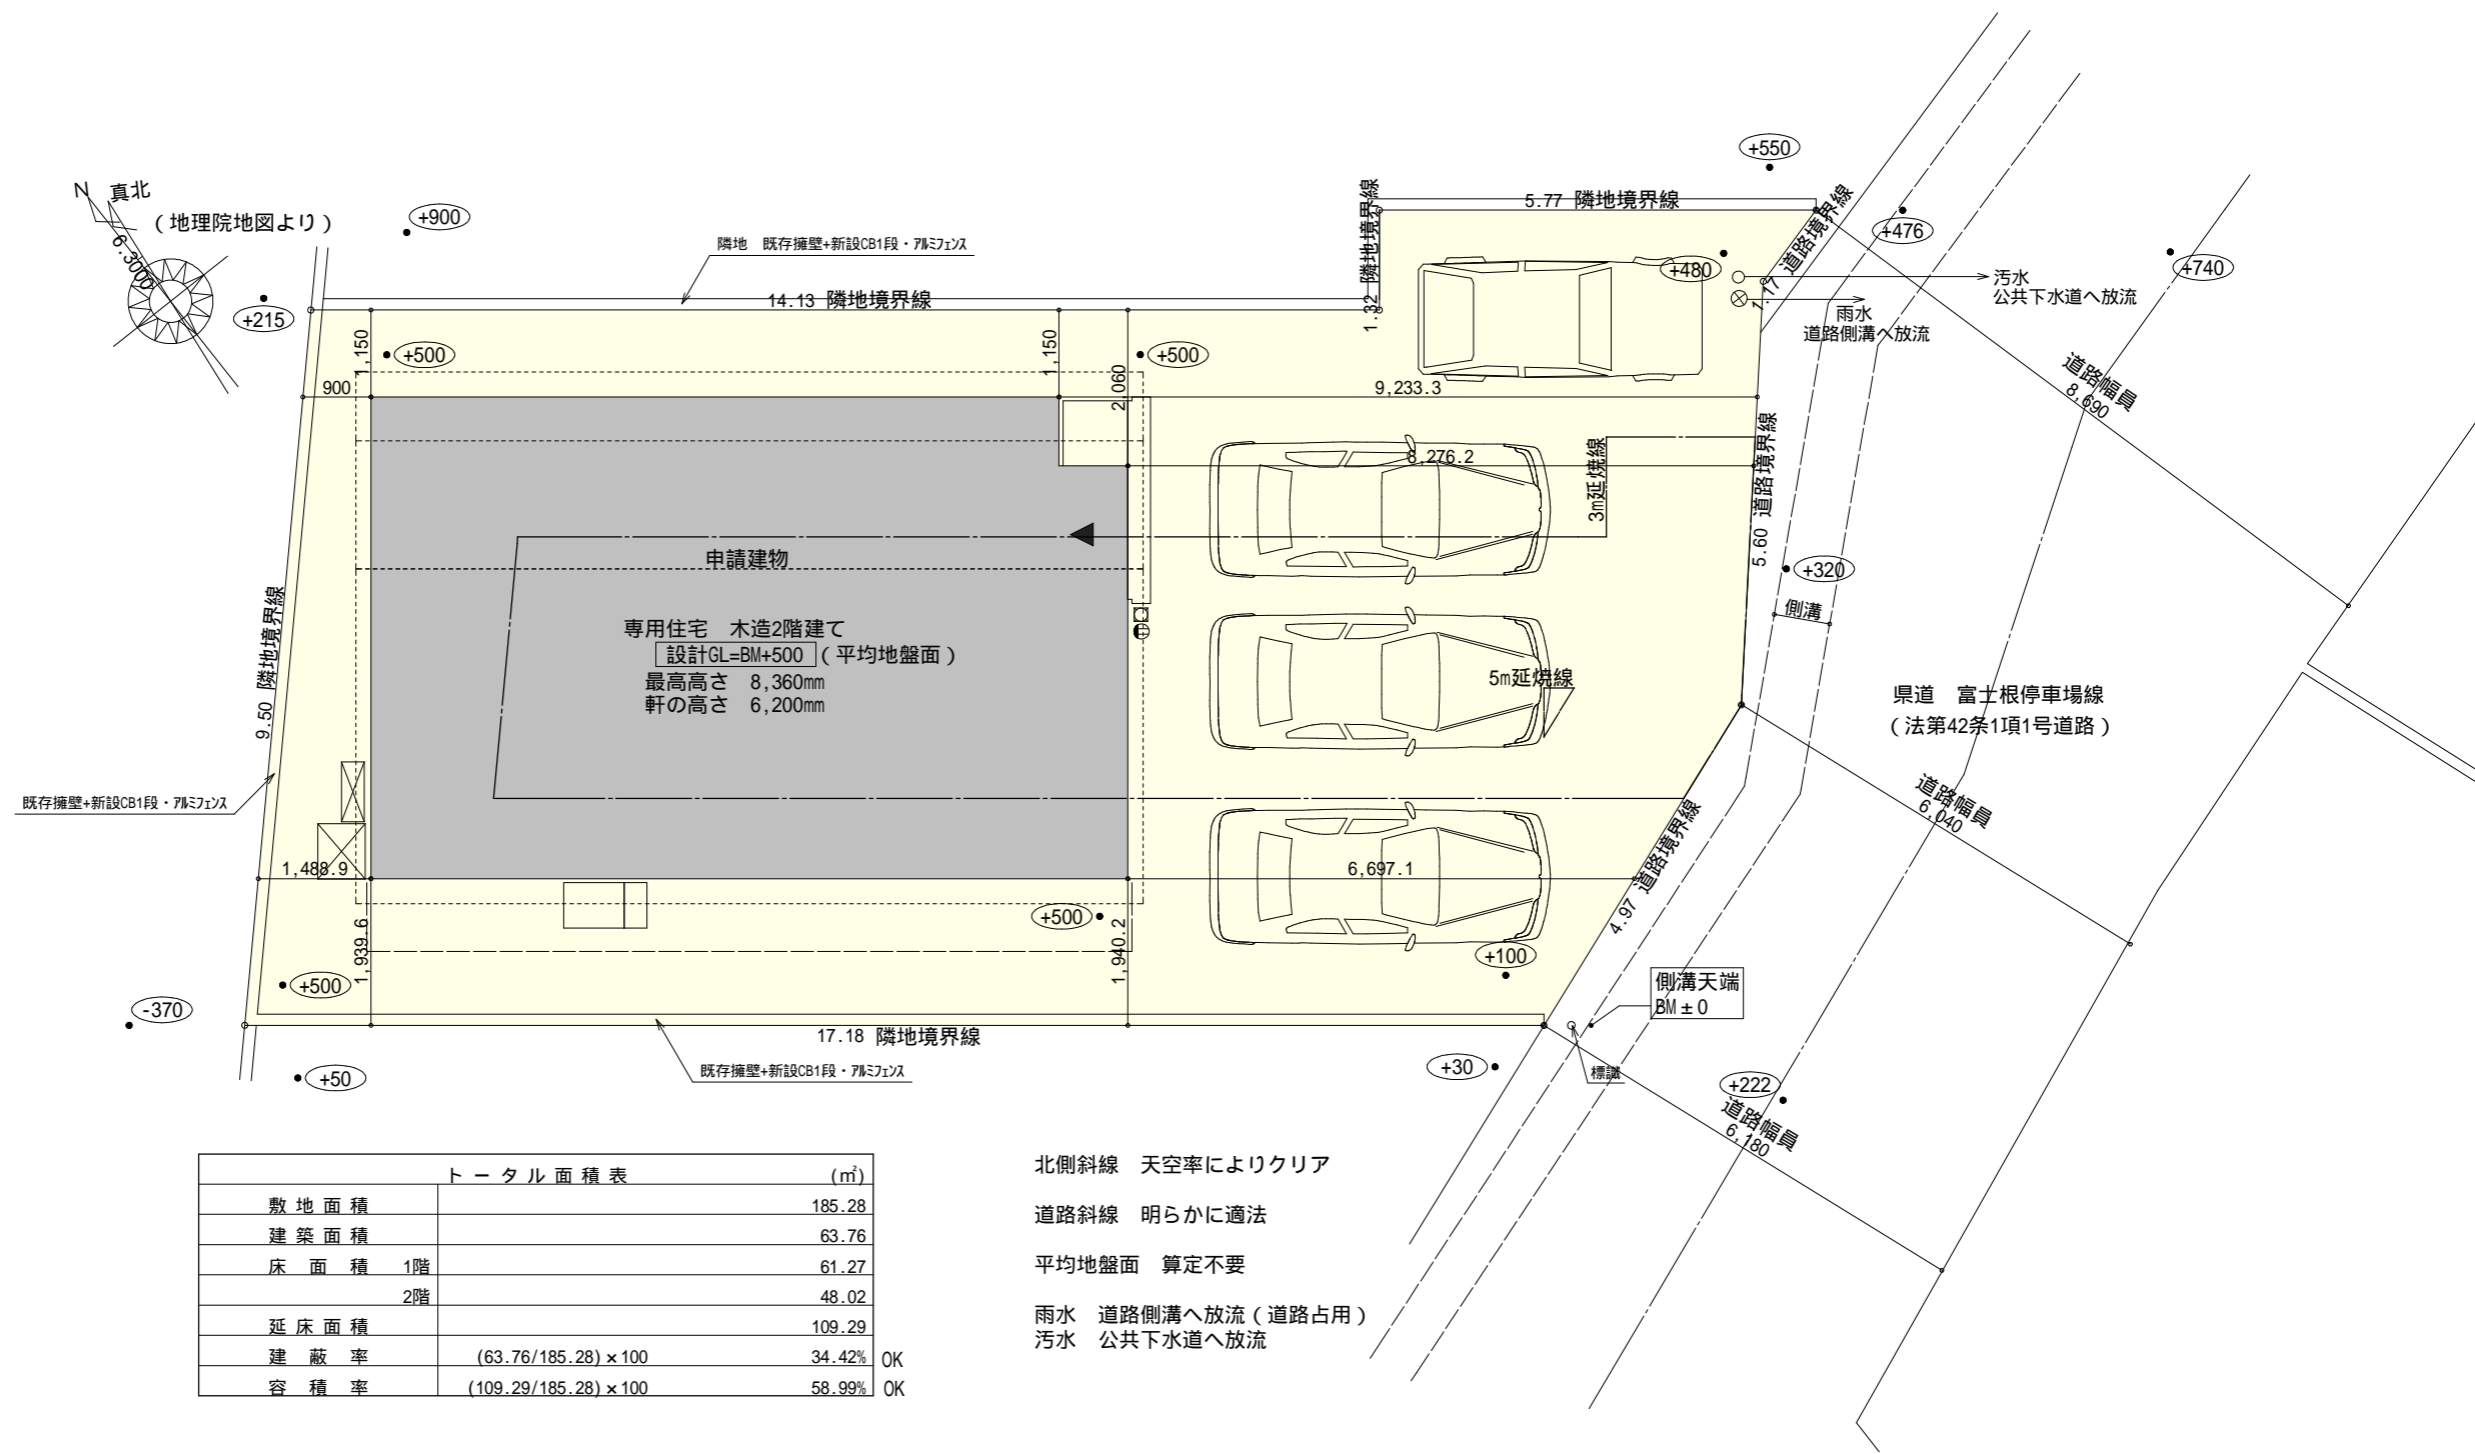 N 真北
（地理院地図より）
6.3000
+900
+215
+550
隣地　既存擁壁+新設CB1段・アルミフェンス
14.13 隣地境界線
1.32 隣地境界線
5.77 隣地境界線
1.17 道路境界線
+476
+740
+480
汚水
公共下水道へ放流
雨水
道路側溝へ放流
1,150
+500
1,150
+500
900
2,060
9,233.3
道路幅員
8,690
8,276.2
3m延焼線
5.60 道路境界線
申請建物
+320
側溝
専用住宅　木造2階建て
設計GL=BM+500（平均地盤面）
最高高さ　8,360mm
軒の高さ　6,200mm
5m延焼線
県道　富士根停車場線
（法第42条1項1号道路）
9.50 隣地境界線
既存擁壁+新設CB1段・アルミフェンス
道路幅員
6,040
4.97 道路境界線
1,488.9
6,697.1
1,939.6
+500
1,940.2
+100
+500
-370
側溝天端
BM±0
17.18 隣地境界線
既存擁壁+新設CB1段・アルミフェンス
+50
+30
標識
+222
道路幅員
6,180
トータル面積表 (㎡)
敷地面積 185.28
建築面積 63.76
床面積 1階 61.27
2階 48.02
延床面積 109.29
建蔽率 (63.76/185.28)×100 34.42% OK
容積率 (109.29/185.28)×100 58.99% OK
北側斜線　天空率によりクリア
道路斜線　明らかに適法
平均地盤面　算定不要
雨水　道路側溝へ放流（道路占用）
汚水　公共下水道へ放流